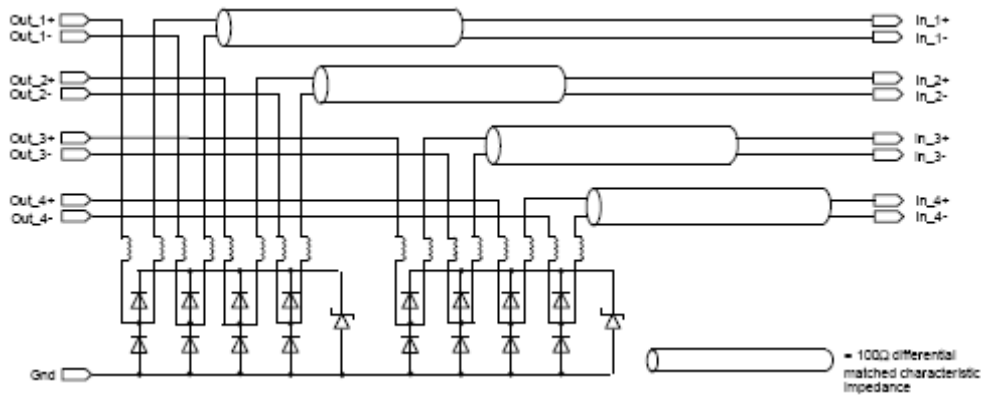 Out_1+
Out_1-
In_1+
In_1-
Out_2+
Out_2-
In_2+
In_2-
Out_3+
Out_3-
In_3+
In_3-
Out_4+
Out_4-
In_4+
In_4-
Gnd
= 100Ω differential
matched characteristic
impedance